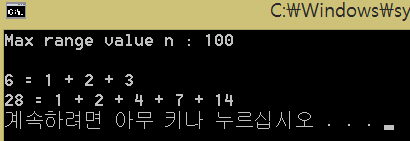 C:\Windows\sy
Max range value n : 100
6 = 1 + 2 + 3
28 = 1 + 2 + 4 + 7 + 14
계속하려면 아무 키나 누르십시오 . . .